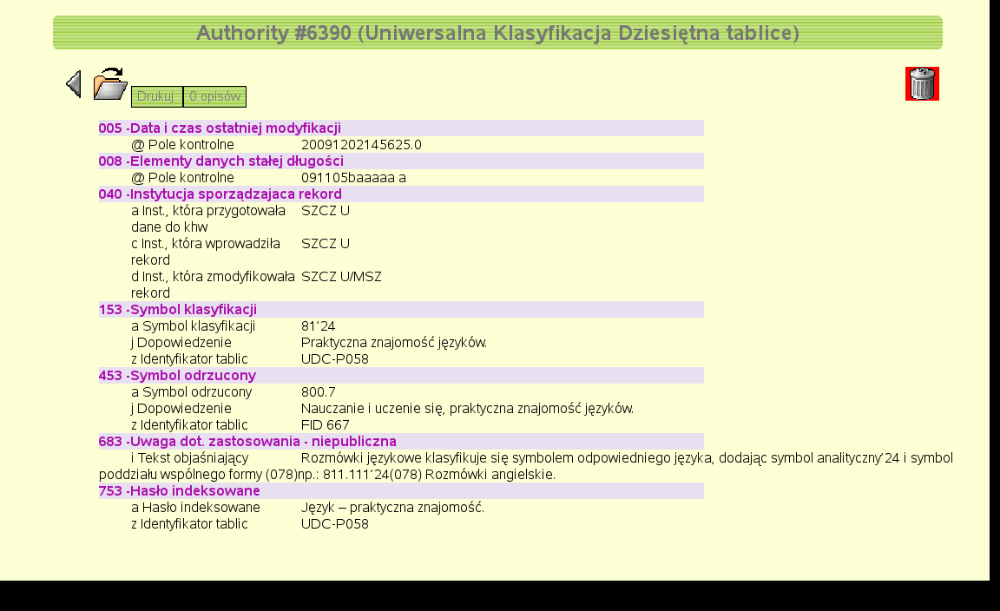 Authority #6390 (Uniwersalna Klasyfikacja Dziesiętna tablice)
Drukuj 0 opisów
005 -Data i czas ostatniej modyfikacji
@ Pole kontrolne 20091202145625.0
008 -Elementy danych stałej długości
@ Pole kontrolne 091105baaaaa a
040 -Instytucja sporządzajaca rekord
a Inst., która przygotowała SZCZ U
dane do khw
c Inst., która wprowadziła SZCZ U
rekord
d Inst., która zmodyfikowała SZCZ U/MSZ
rekord
153 -Symbol klasyfikacji
a Symbol klasyfikacji 81'24
j Dopowiedzenie Praktyczna znajomość języków.
z Identyfikator tablic UDC-P058
453 -Symbol odrzucony
a Symbol odrzucony 800.7
j Dopowiedzenie Nauczanie i uczenie się, praktyczna znajomość języków.
z Identyfikator tablic FID 667
683 -Uwaga dot. zastosowania - niepubliczna
i Tekst objaśniający Rozmówki językowe klasyfikuje się symbolem odpowiedniego języka, dodając symbol analityczny'24 i symbol
poddziału wspólnego formy (078)np.: 811.111'24(078) Rozmówki angielskie.
753 -Hasło indeksowane
a Hasło indeksowane Język – praktyczna znajomość.
z Identyfikator tablic UDC-P058